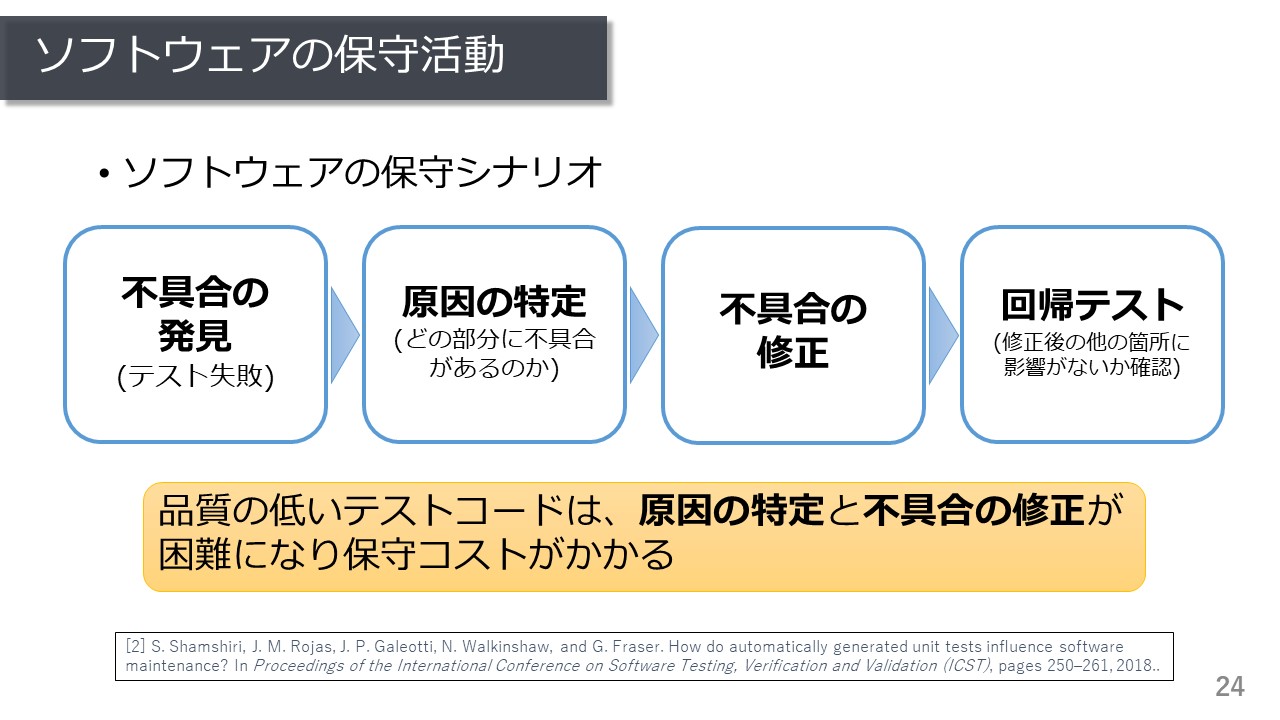 ソフトウェアの保守活動
• ソフトウェアの保守シナリオ
不具合の
発見
(テスト失敗)
原因の特定
(どの部分に不具合
があるのか)
不具合の
修正
回帰テスト
(修正後の他の箇所に
影響がないか確認)
品質の低いテストコードは、原因の特定と不具合の修正が
困難になり保守コストがかかる
[2] S. Shamshiri, J. M. Rojas, J. P. Galeotti, N. Walkinshaw, and G. Fraser. How do automatically generated unit tests influence software
maintenance? In Proceedings of the International Conference on Software Testing, Verification and Validation (ICST), pages 250–261, 2018..
24